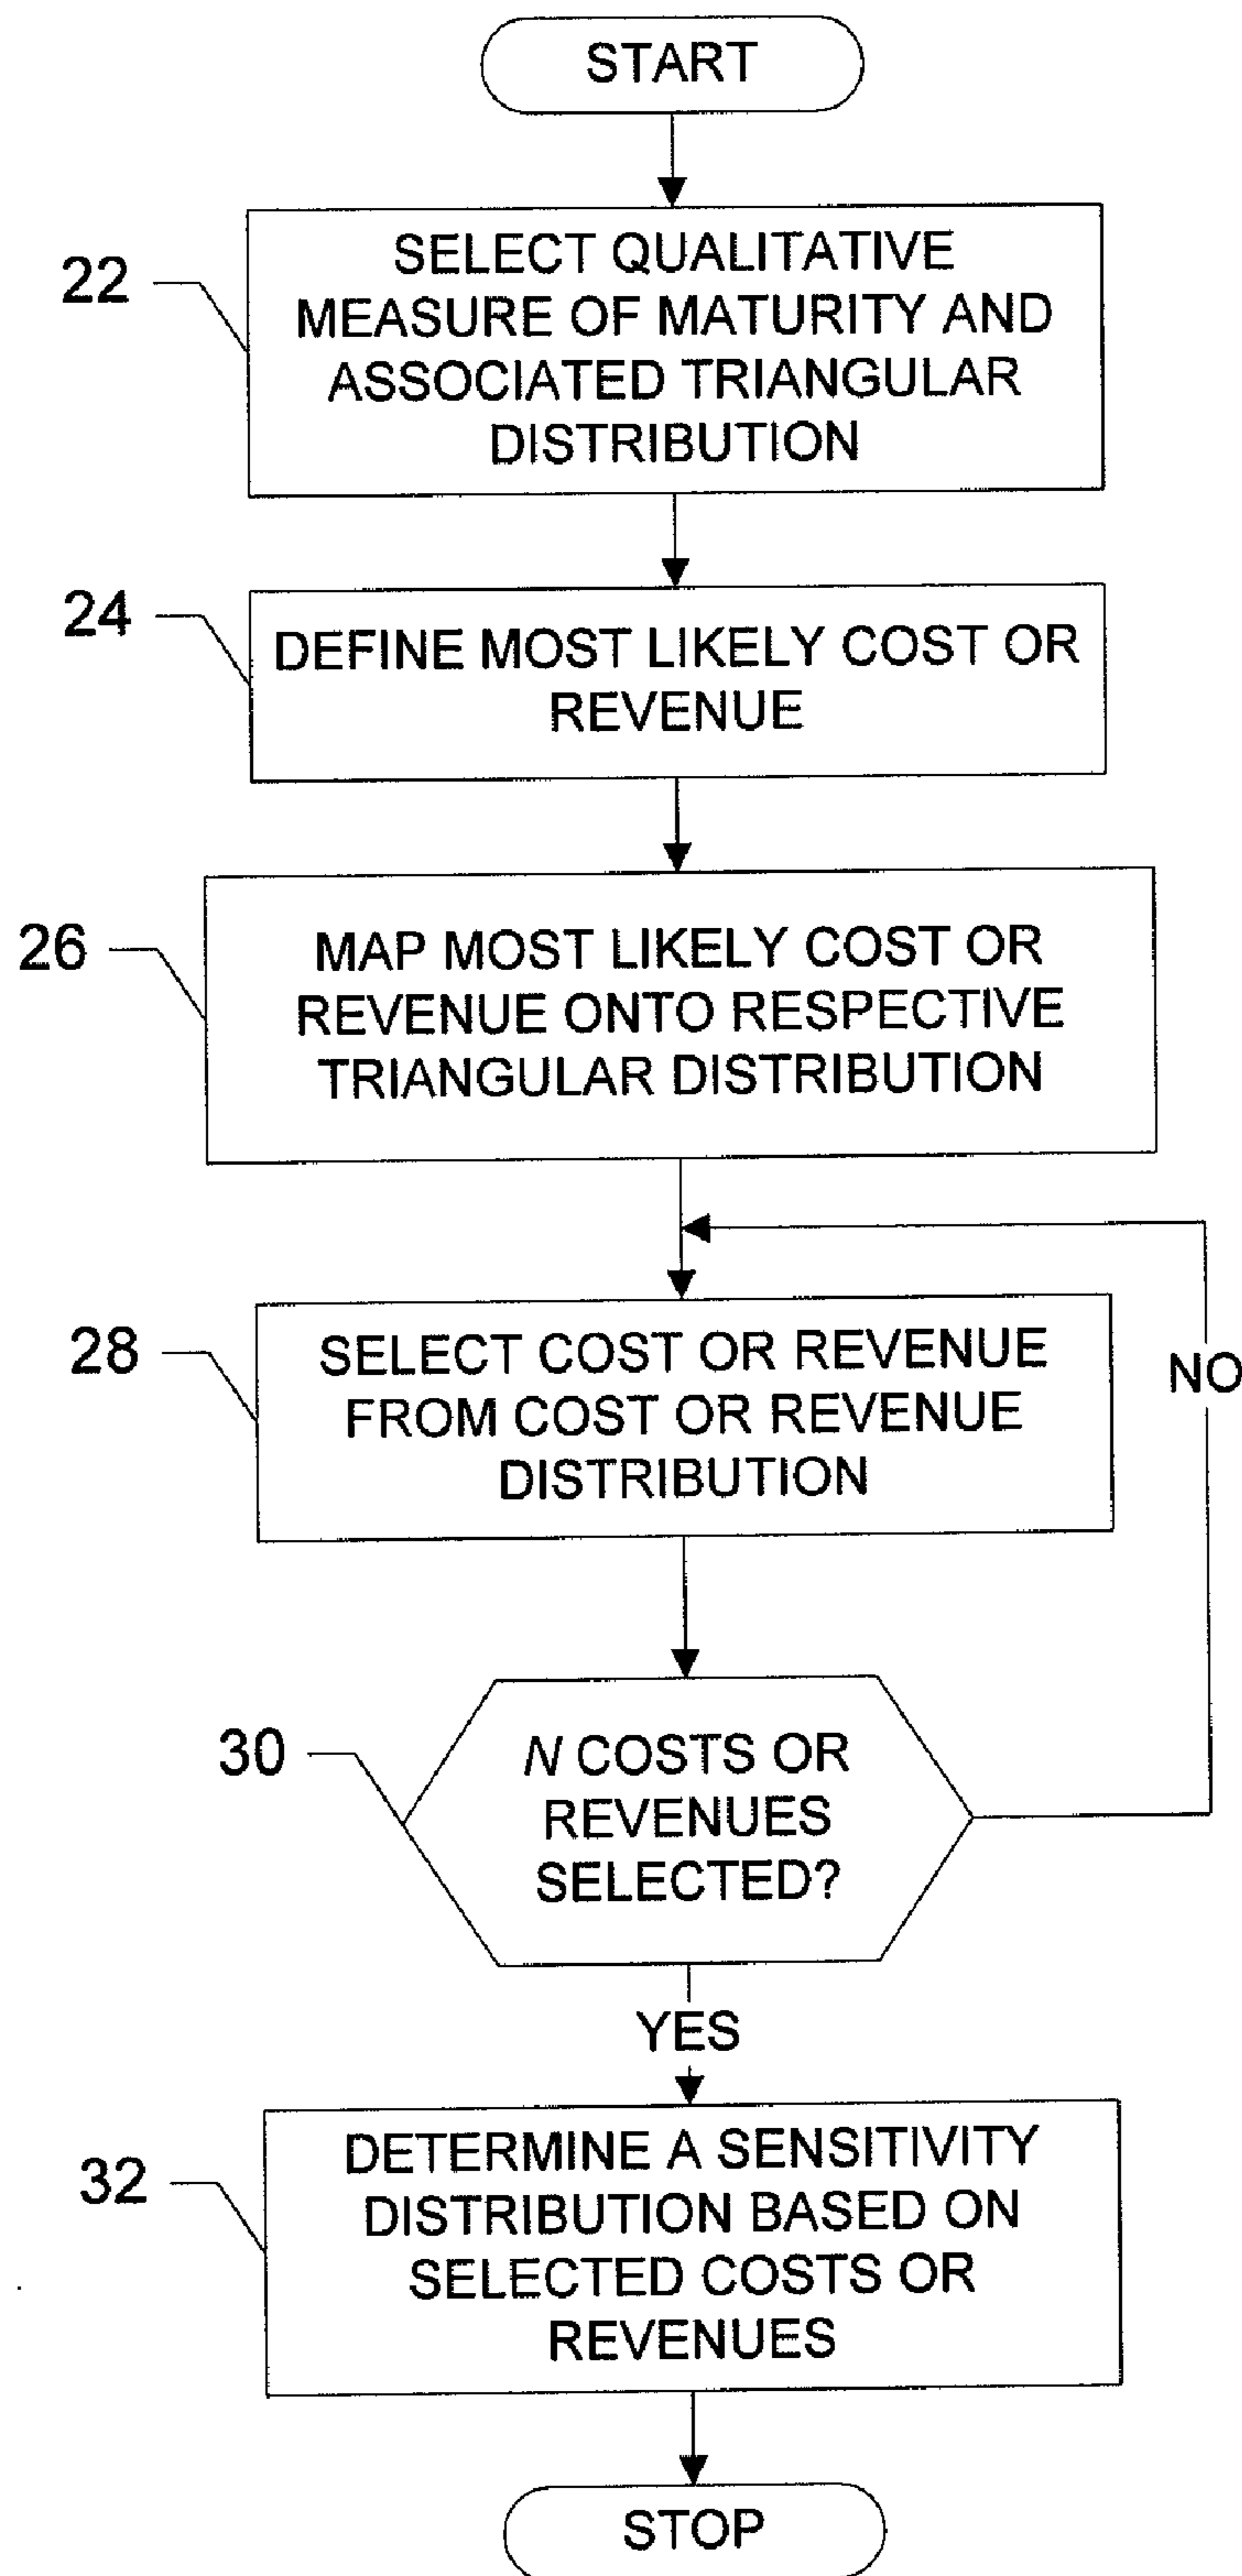 START
22
SELECT QUALITATIVE
MEASURE OF MATURITY AND
ASSOCIATED TRIANGULAR
DISTRIBUTION
24
DEFINE MOST LIKELY COST OR
REVENUE
26
MAP MOST LIKELY COST OR
REVENUE ONTO RESPECTIVE
TRIANGULAR DISTRIBUTION
28
SELECT COST OR REVENUE
FROM COST OR REVENUE
DISTRIBUTION
NO
30
N COSTS OR
REVENUES
SELECTED?
YES
32
DETERMINE A SENSITIVITY
DISTRIBUTION BASED ON
SELECTED COSTS OR
REVENUES
STOP